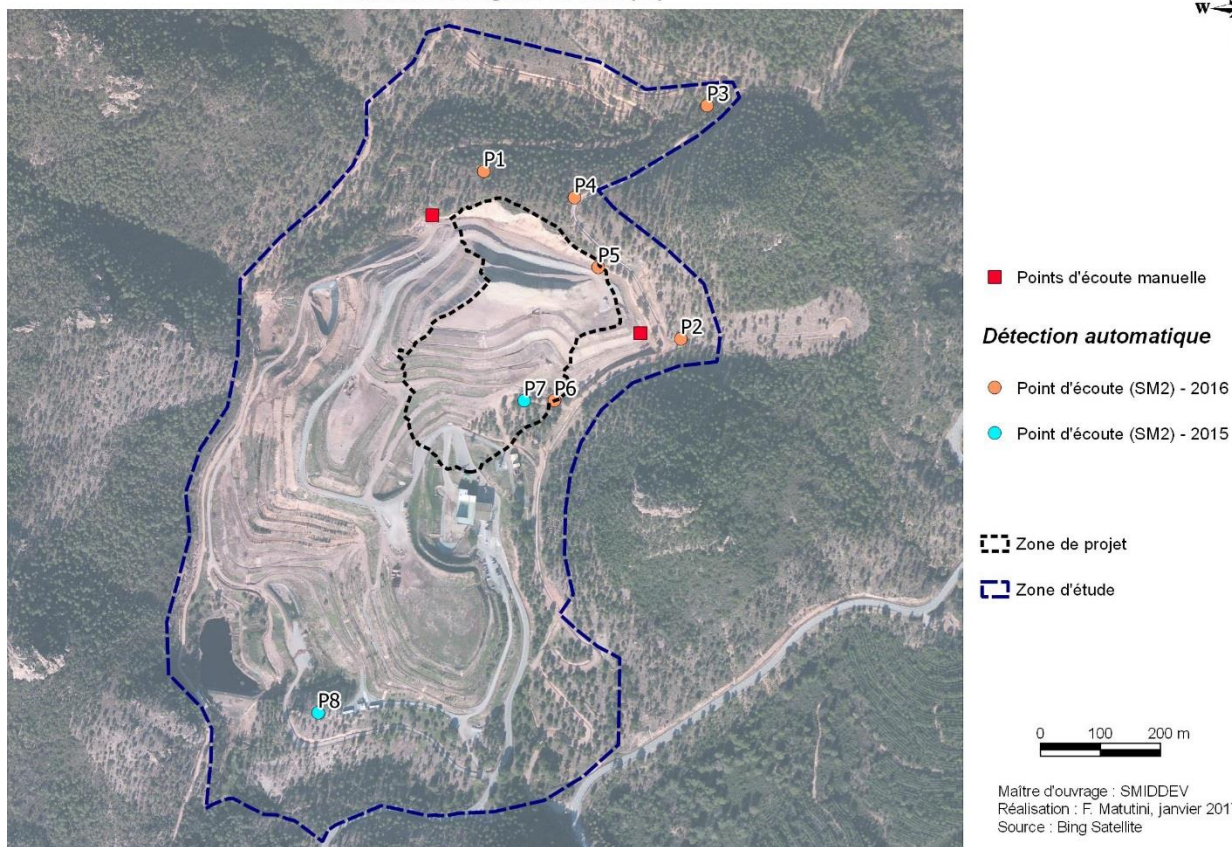 W
P3
P1
P4
P5
P2
P7
P6
P8
Points d'écoute manuelle
Détection automatique
Point d'écoute (SM2) - 2016
Point d'écoute (SM2) - 2015
Zone de projet
Zone d'étude
0 100 200 m
Maître d'ouvrage : SMIDDEV
Réalisation : F. Matutini, janvier 201
Source : Bing Satellite